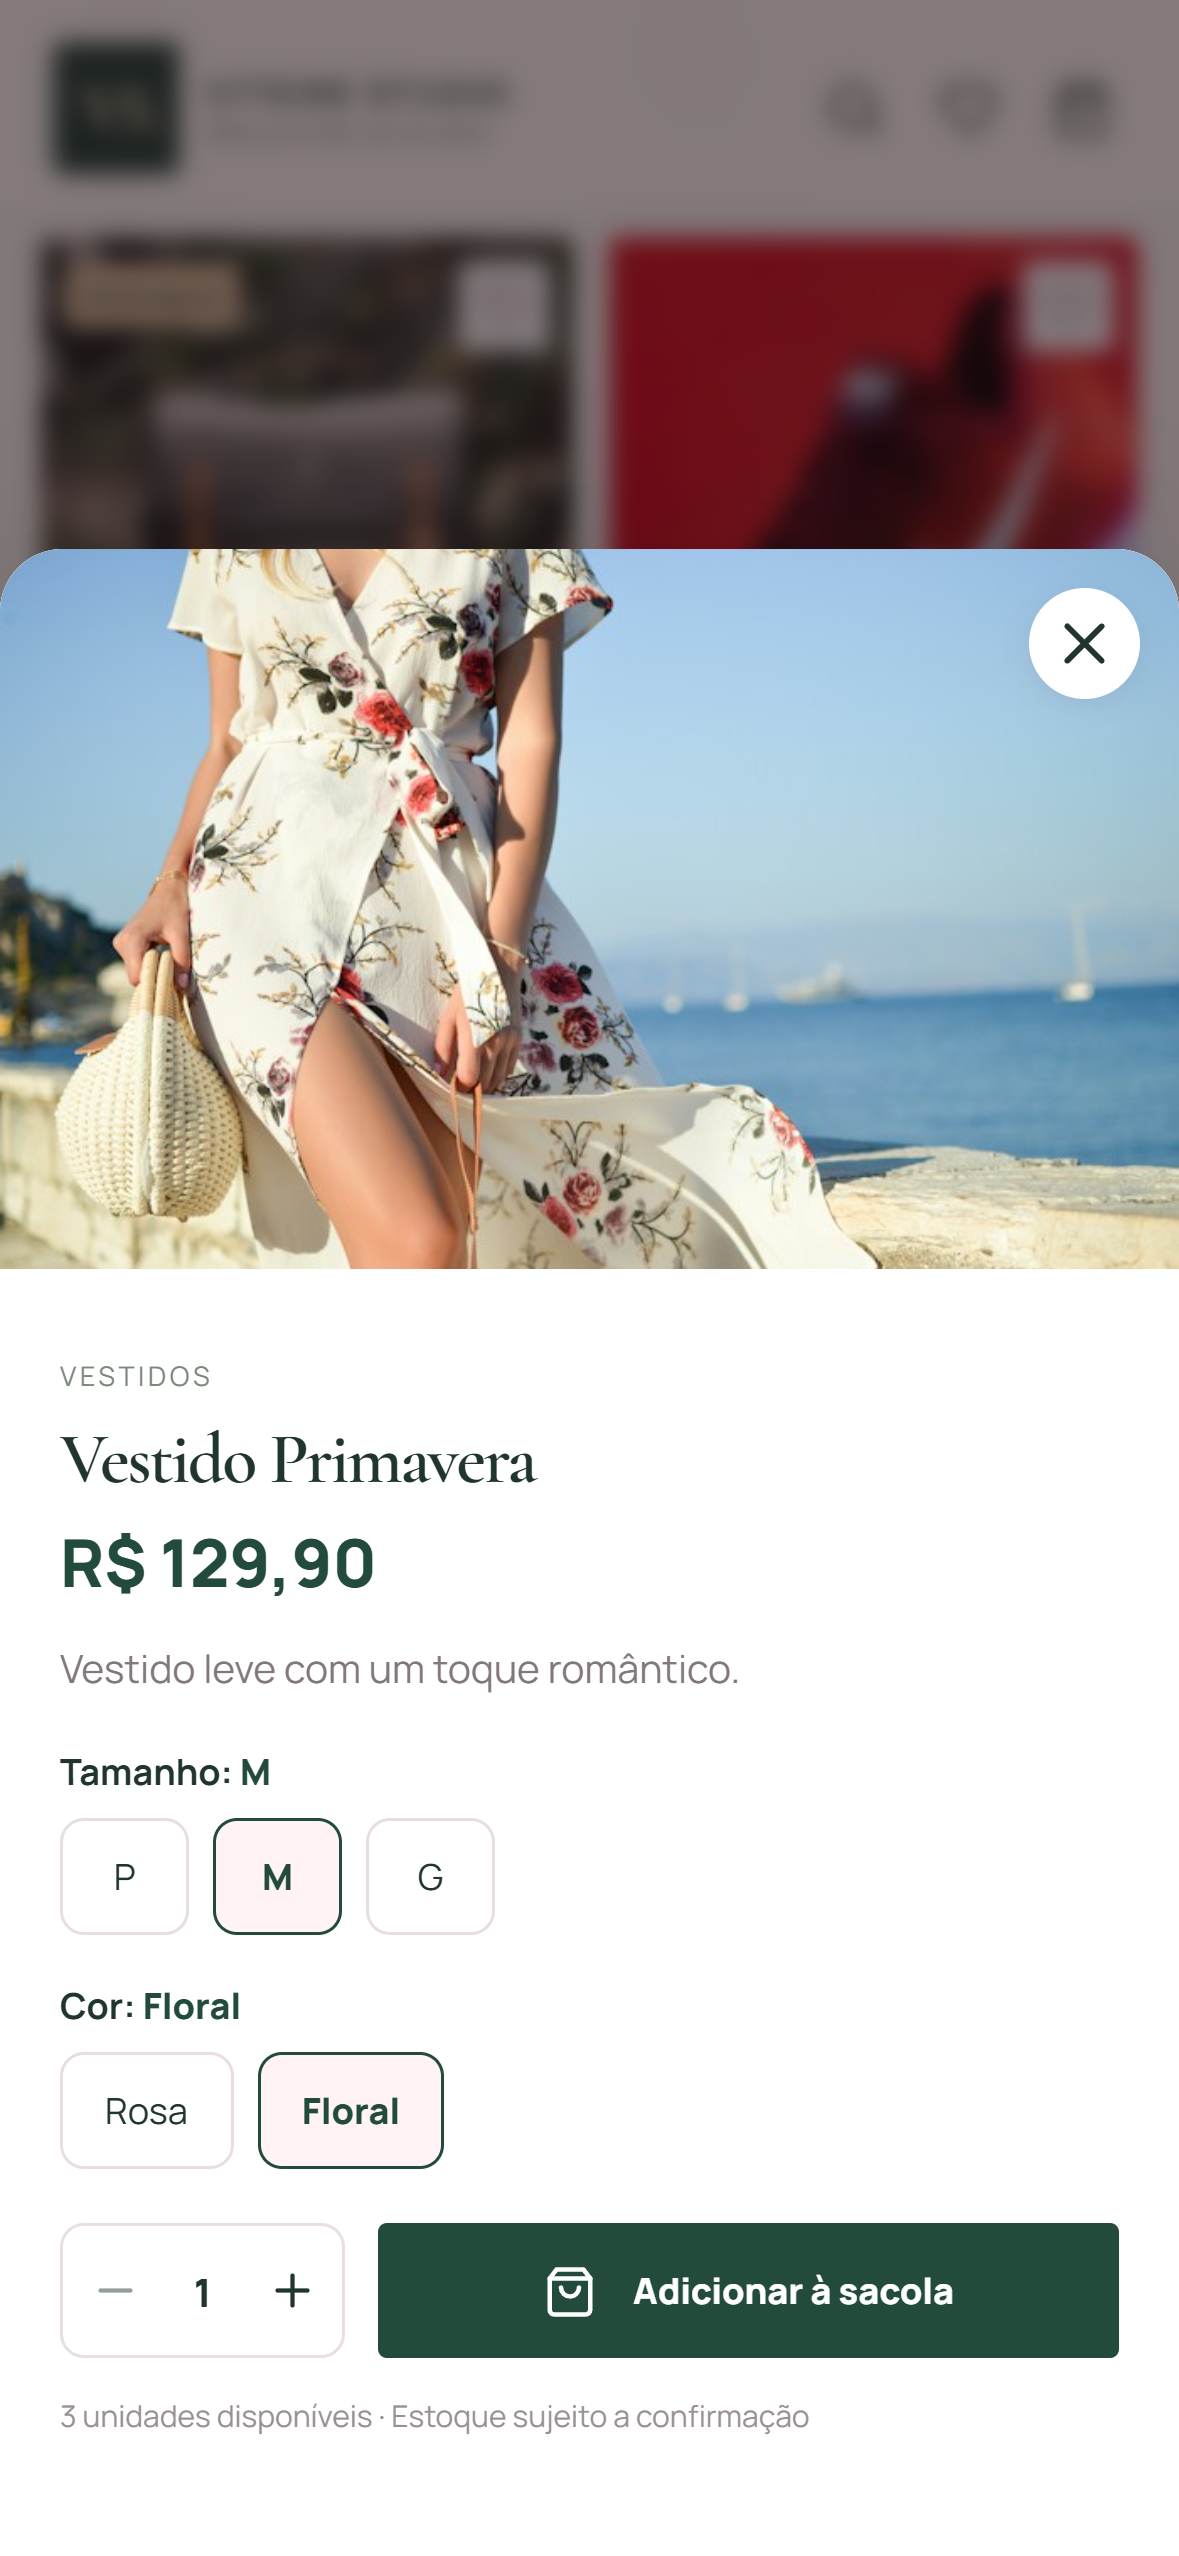 VESTIDOS
Vestido Primavera
R$ 129,90
Vestido leve com um toque romântico.
Tamanho: M
P M G
Cor: Floral
Rosa Floral
1 Adicionar à sacola
3 unidades disponíveis · Estoque sujeito a confirmação